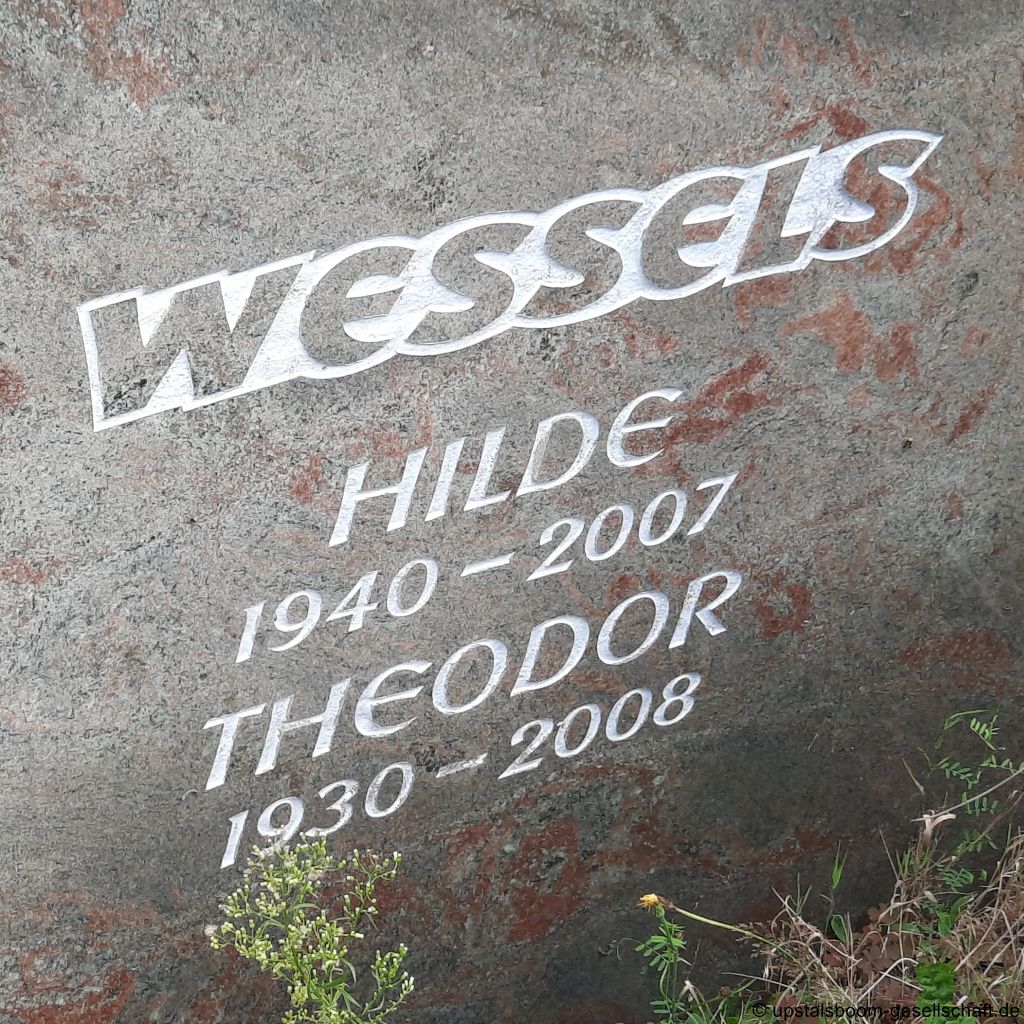 WESSELS
HILDE
1940 – 2007
THEODOR
1930 – 2008
© upstalsboom-gesellschaft.de